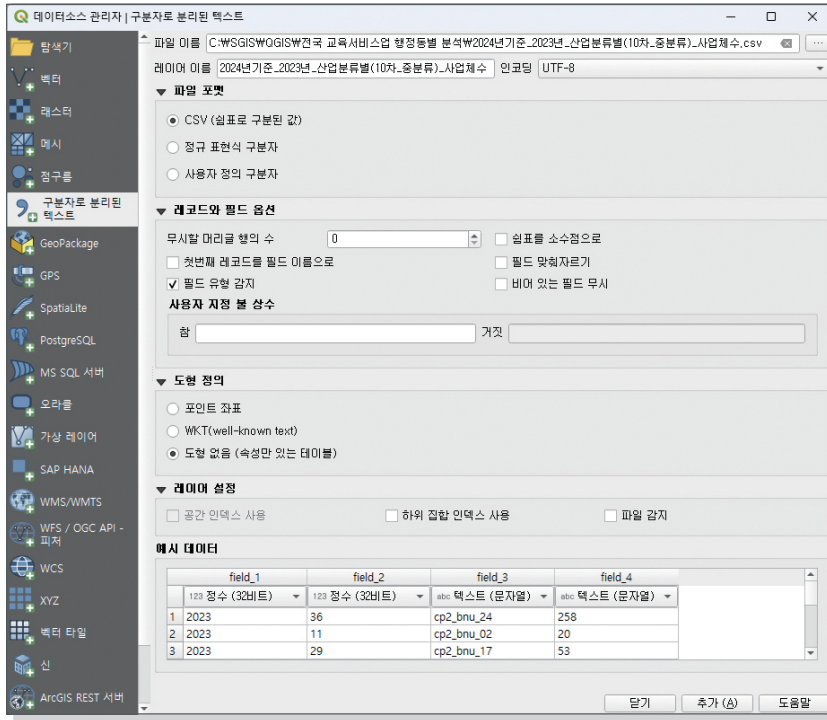 데이터소스 관리자 | 구분자로 분리된 텍스트
탐색기
벡터
래스터
메시
점구름
구분자로 분리된
텍스트
GeoPackage
GPS
SpatiaLite
PostgreSQL
MS SQL 서버
오라클
가상 레이어
SAP HANA
WMS/WMTS
WFS / OGC API -
피처
WCS
XYZ
벡터 타일
신
ArcGIS REST 서버
파일 이름 C:₩SGIS₩QGIS₩전국 교육서비스업 행정동별 분석₩2024년기준_2023년_산업분류별(10차_중분류)_사업체수.csv ...
레이어 이름 2024년기준_2023년_산업분류별(10차_중분류)_사업체수 인코딩 UTF-8
파일 포맷
CSV (쉼표로 구분된 값)
정규 표현식 구분자
사용자 정의 구분자
레코드와 필드 옵션
무시할 머리글 행의 수 0 쉼표를 소수점으로
첫번째 레코드를 필드 이름으로 필드 맞춰자르기
필드 유형 감지 비어 있는 필드 무시
사용자 지정 불 상수
참 거짓
도형 정의
포인트 좌표
WKT(well-known text)
도형 없음 (속성만 있는 테이블)
레이어 설정
공간 인덱스 사용 하위 집합 인덱스 사용 파일 감지
예시 데이터
field_1 field_2 field_3 field_4
123 정수 (32비트) 123 정수 (32비트) abc 텍스트 (문자열) abc 텍스트 (문자열)
1 2023 36 cp2_bnu_24 258
2 2023 11 cp2_bnu_02 20
3 2023 29 cp2_bnu_17 53
닫기 추가 (A) 도움말